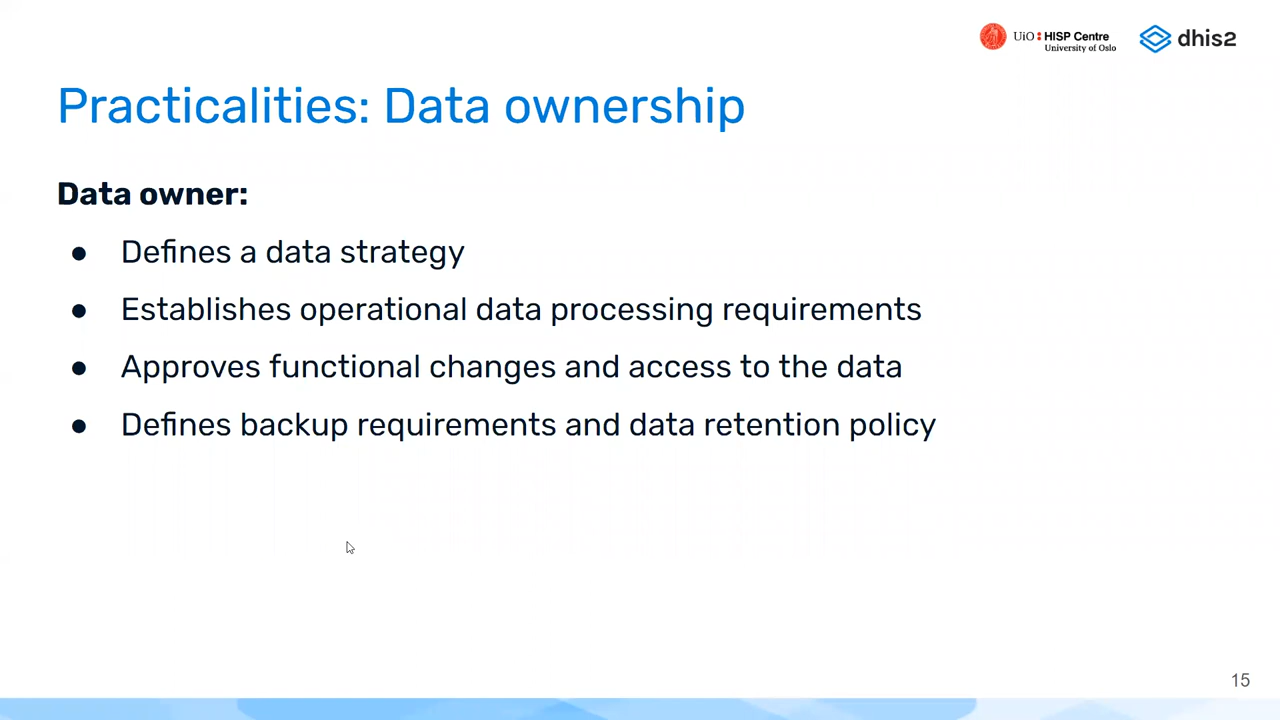 UiO HISP Centre
University of Oslo
dhis2
Practicalities: Data ownership
Data owner:
● Defines a data strategy
● Establishes operational data processing requirements
● Approves functional changes and access to the data
● Defines backup requirements and data retention policy
15